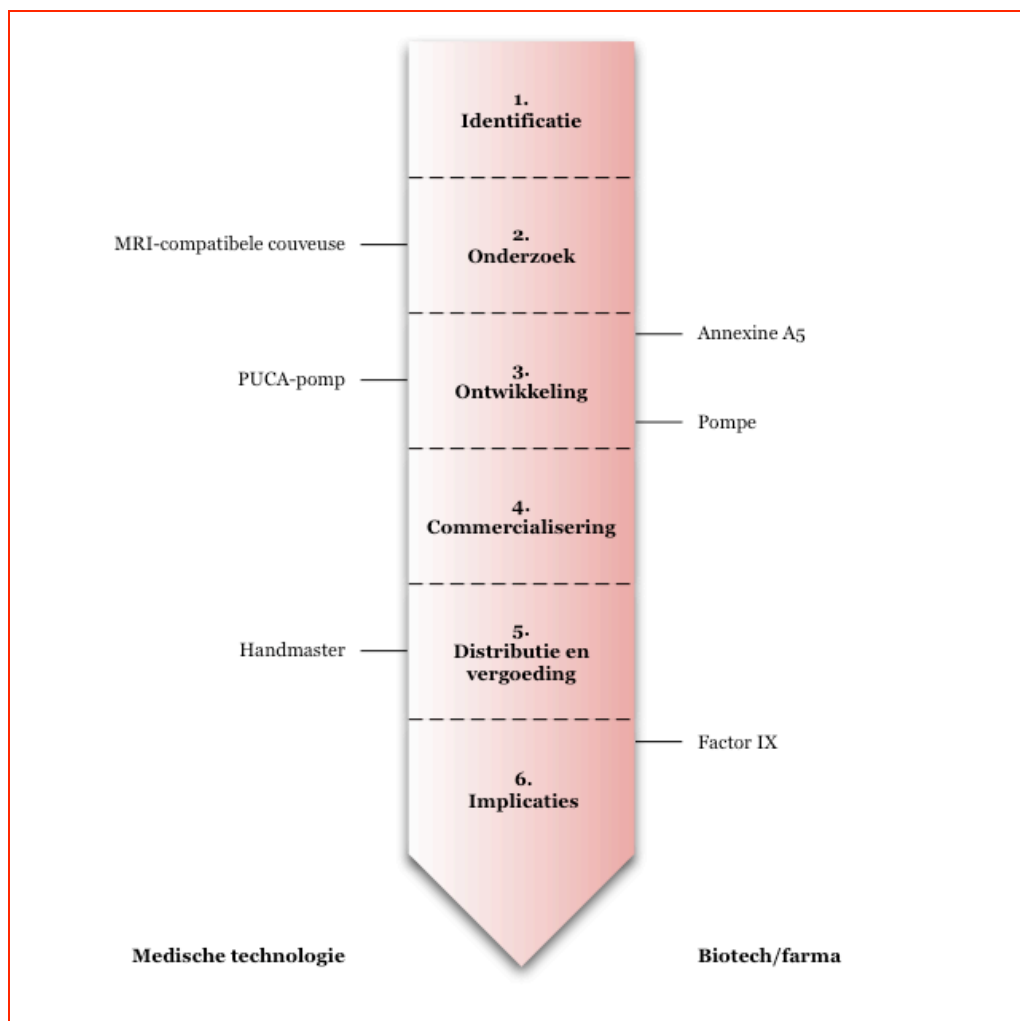 1.
Identificatie
MRI-compatibele couveuse
2.
Onderzoek
Annexine A5
PUCA-pomp
3.
Ontwikkeling
Pompe
4.
Commercialisering
Handmaster
5.
Distributie en
vergoeding
Factor IX
6.
Implicaties
Medische technologie
Biotech/farma